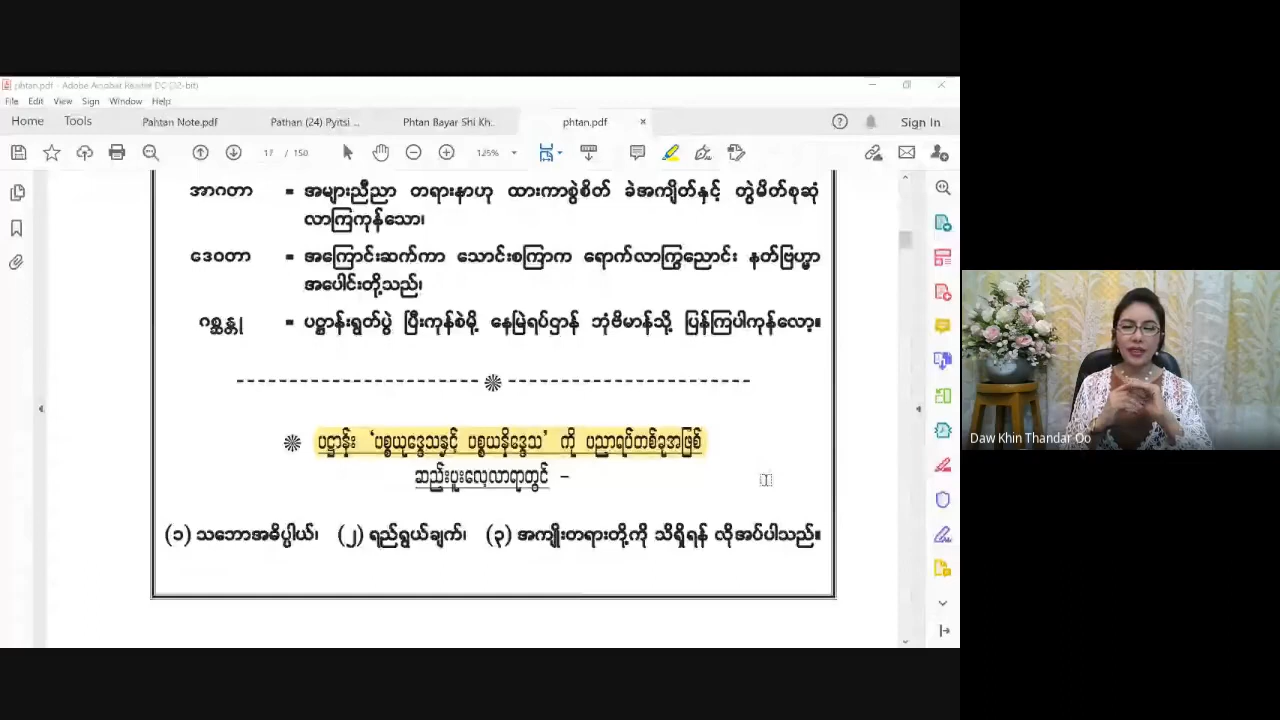 phtan.pdf - Adobe Acrobat Reader DC (32-bit)
File Edit View Sign Window Help
Home Tools Pahtan Note.pdf Pathan (24) Pyitsi ... Phtan Bayar Shi Kh... phtan.pdf × Sign In
17 / 150 125%
အာဂတာ = အများညီညာ တရားနာဟု ထားကာစွဲစိတ် ခဲအကျိတ်နှင့် တွဲမိတ်စုဆုံ
လာကြကုန်သော၊
ဒေဝတာ = အကြောင်းဆက်ကာ သောင်းစကြာက ရောက်လာကြွညောင်း နတ်ဗြဟ္မာ
အပေါင်းတို့သည်၊
ဂစ္ဆန္တု = ပဋ္ဌာန်းရွတ်ပွဲ ပြီးကုန်စဲမို့ နေမြဲရပ်ဌာန် ဘုံဗိမာန်သို့ ပြန်ကြပါကုန်လော့။
ပဋ္ဌာန်း ‘ပစ္စယုဒ္ဒေသနှင့် ပစ္စယနိဒ္ဒေသ’ ကို ပညာရပ်တစ်ခုအဖြစ်
ဆည်းပူးလေ့လာရာတွင် –
(၁) သဘောအဓိပ္ပါယ်၊ (၂) ရည်ရွယ်ချက်၊ (၃) အကျိုးတရားတို့ကို သိရှိရန် လိုအပ်ပါသည်။
Daw Khin Thandar Oo